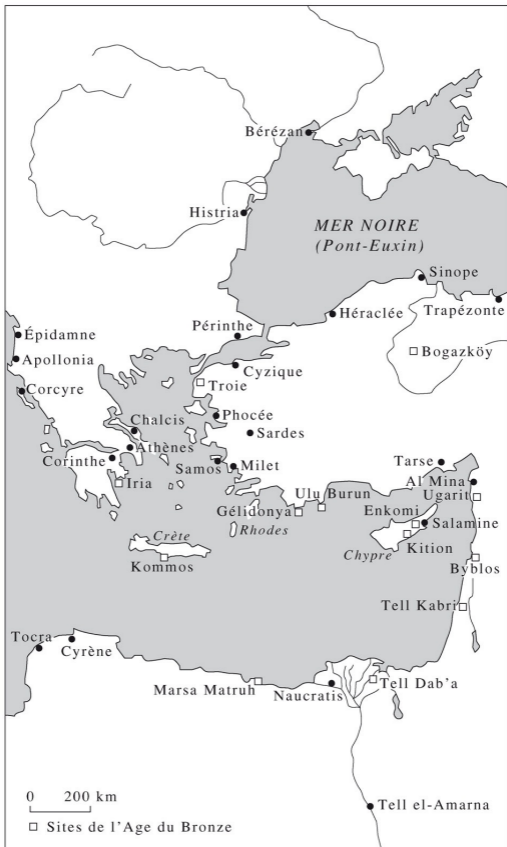 Bérézan
Histria
MER NOIRE
(Pont-Euxin)
Sinope
Trapézonte
Héraclée
Périnthe
Épidamne
Bogazköy
Apollonia
Cyzique
Troie
Corcyre
Phocée
Chalcis
Sardes
Athènes
Corinthe
Samos
Milet
Tarse
Iria
Al Mina
Ulu Burun
Ugarit
Gélidonya
Enkomi
Rhodes
Salamine
Crète
Chypre
Kition
Kommos
Byblos
Tell Kabri
Tocra
Cyrène
Marsa Matruh
Naucratis
Tell Dab'a
0 200 km
Tell el-Amarna
Sites de l'Age du Bronze